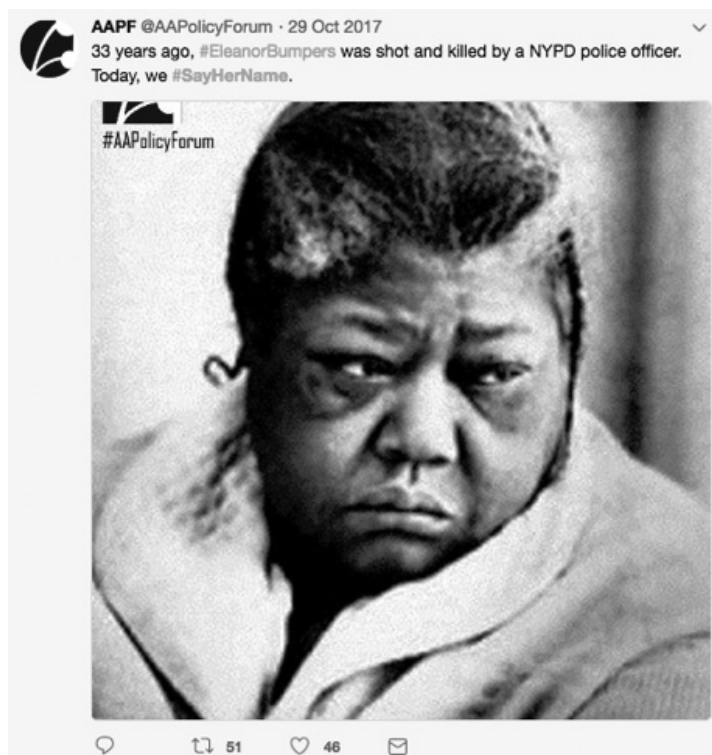 AAPF @AAPolicyForum · 29 Oct 2017
33 years ago, #EleanorBumpers was shot and killed by a NYPD police officer.
Today, we #SayHerName.
#AAPolicyForum
51 46